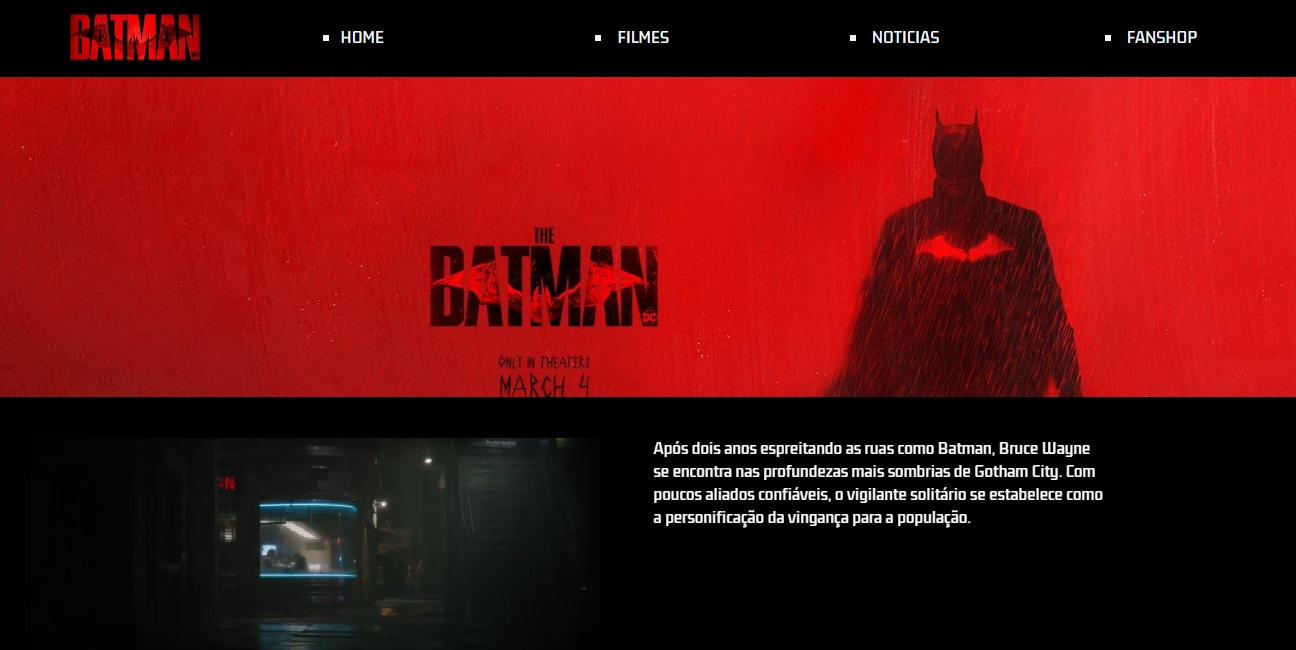 BATMAN
HOME
FILMES
NOTICIAS
FANSHOP
THE
BATMAN
DC
ONLY IN THEATERS
MARCH 4
Após dois anos espreitando as ruas como Batman, Bruce Wayne
se encontra nas profundezas mais sombrias de Gotham City. Com
poucos aliados confiáveis, o vigilante solitário se estabelece como
a personificação da vingança para a população.